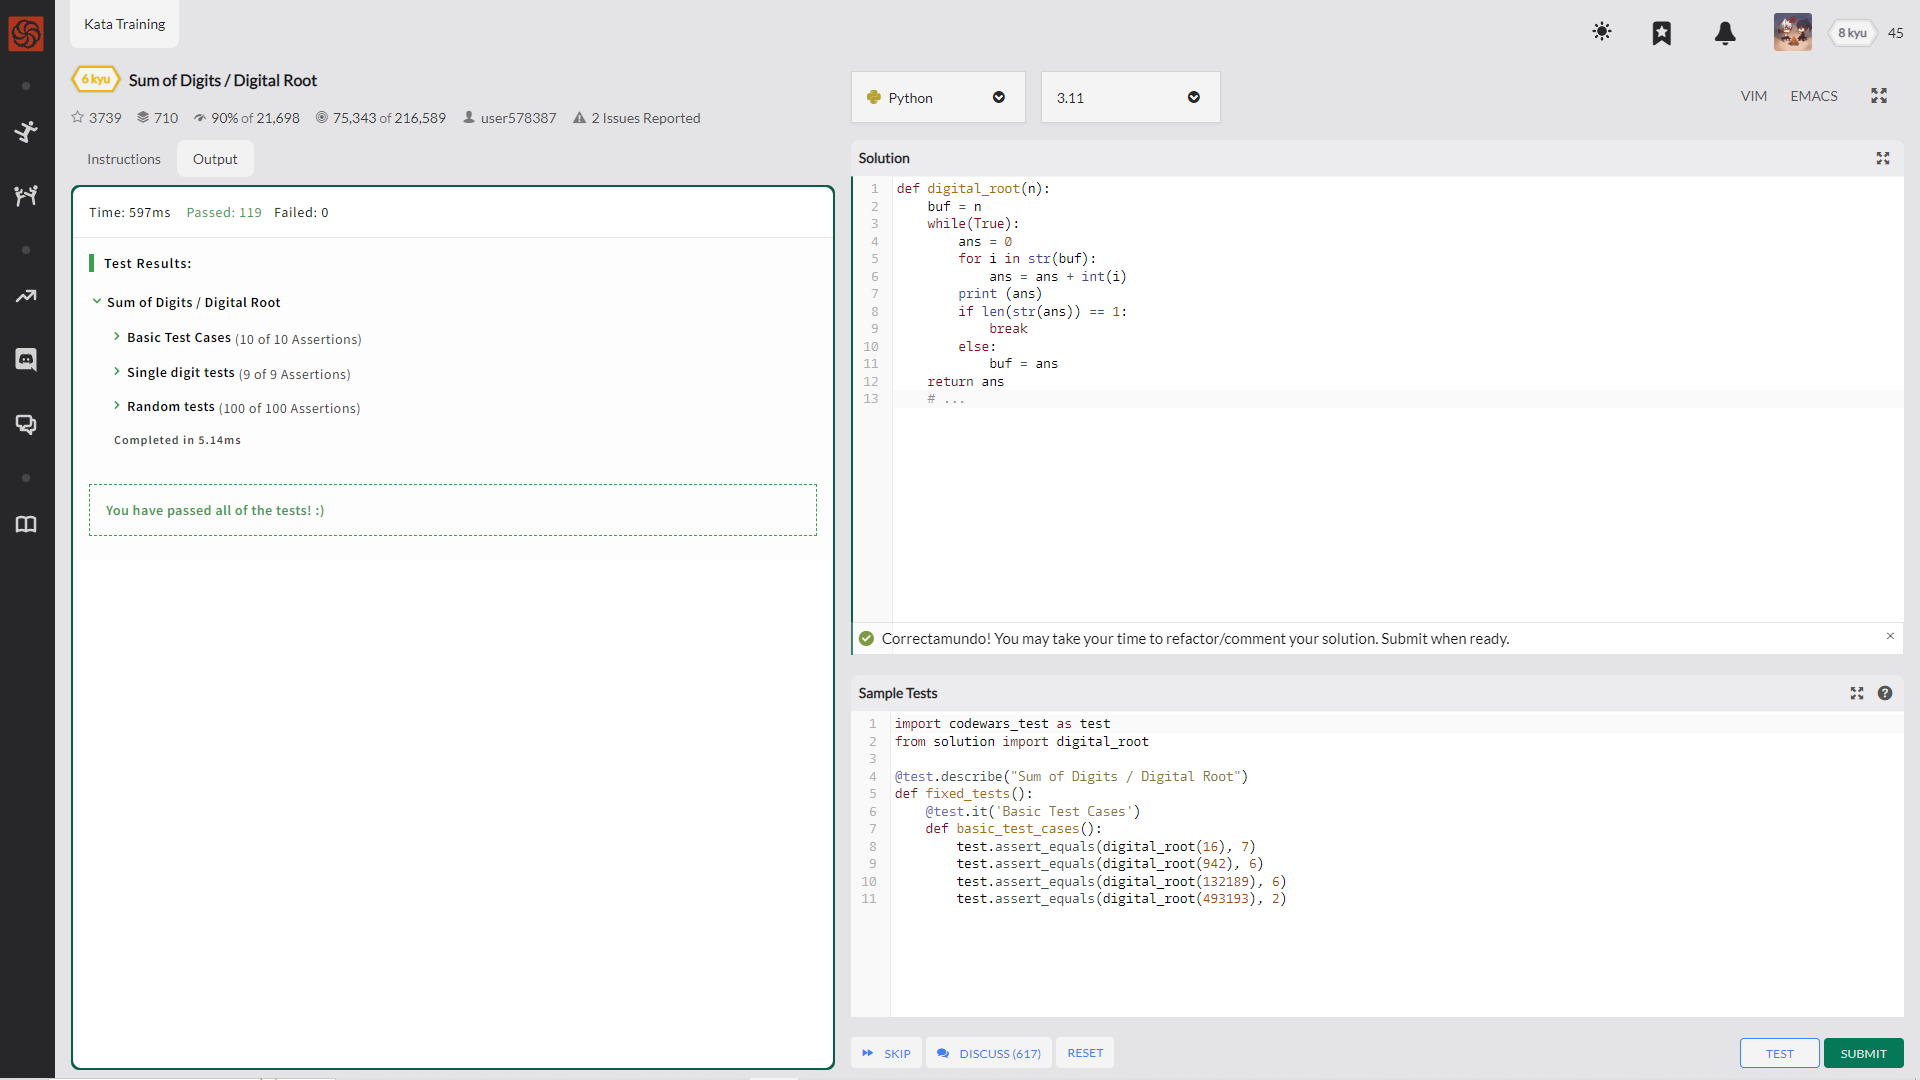 Kata Training
8 kyu 45
6 kyu Sum of Digits / Digital Root
3739 710 90% of 21,698 75,343 of 216,589 user578387 2 Issues Reported
Instructions Output
Time: 597ms Passed: 119 Failed: 0
Test Results:
Sum of Digits / Digital Root
Basic Test Cases (10 of 10 Assertions)
Single digit tests (9 of 9 Assertions)
Random tests (100 of 100 Assertions)
Completed in 5.14ms
You have passed all of the tests! :)
Python 3.11 VIM EMACS
Solution
1 def digital_root(n):
2     buf = n
3     while(True):
4         ans = 0
5         for i in str(buf):
6             ans = ans + int(i)
7         print (ans)
8         if len(str(ans)) == 1:
9             break
10         else:
11             buf = ans
12     return ans
13     # ...
Correctamundo! You may take your time to refactor/comment your solution. Submit when ready. ×
Sample Tests
1 import codewars_test as test
2 from solution import digital_root
3
4 @test.describe("Sum of Digits / Digital Root")
5 def fixed_tests():
6     @test.it('Basic Test Cases')
7     def basic_test_cases():
8         test.assert_equals(digital_root(16), 7)
9         test.assert_equals(digital_root(942), 6)
10         test.assert_equals(digital_root(132189), 6)
11         test.assert_equals(digital_root(493193), 2)
SKIP DISCUSS (617) RESET TEST SUBMIT